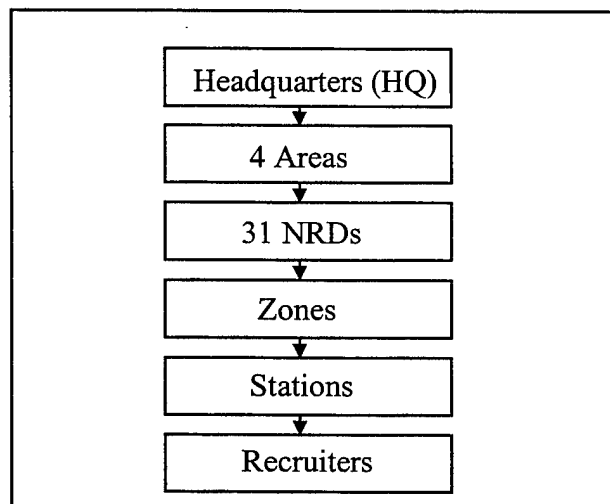 Headquarters (HQ)
4 Areas
31 NRDs
Zones
Stations
Recruiters